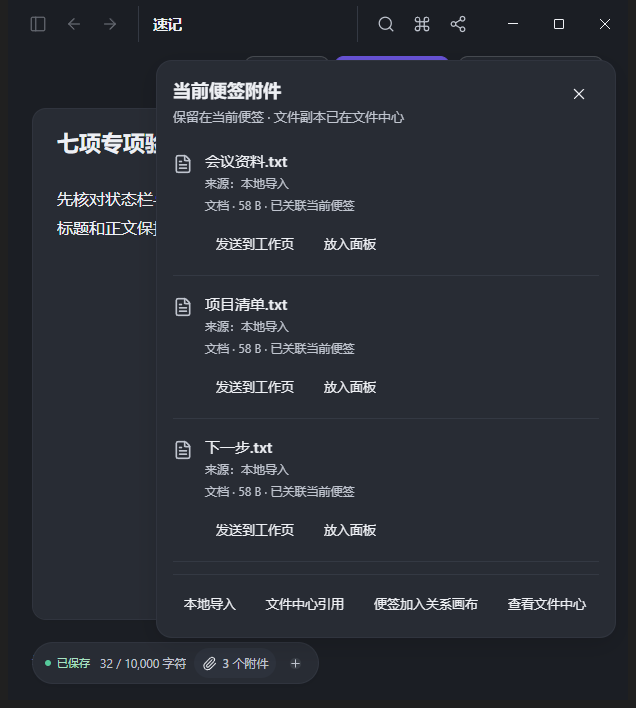 速记
当前便签附件
保留在当前便签 · 文件副本已在文件中心
七项专项
先核对状态栏
标题和正文保
会议资料.txt
来源：本地导入
文档 · 58 B · 已关联当前便签
发送到工作页 放入面板
项目清单.txt
来源：本地导入
文档 · 58 B · 已关联当前便签
发送到工作页 放入面板
下一步.txt
来源：本地导入
文档 · 58 B · 已关联当前便签
发送到工作页 放入面板
本地导入 文件中心引用 便签加入关系画布 查看文件中心
已保存 32 / 10,000 字符 3 个附件 +